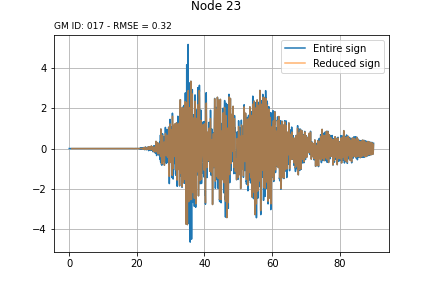 Node 23
GM ID: 017 - RMSE = 0.32
Entire sign
Reduced sign
4
2
0
−2
−4
0
20
40
60
80